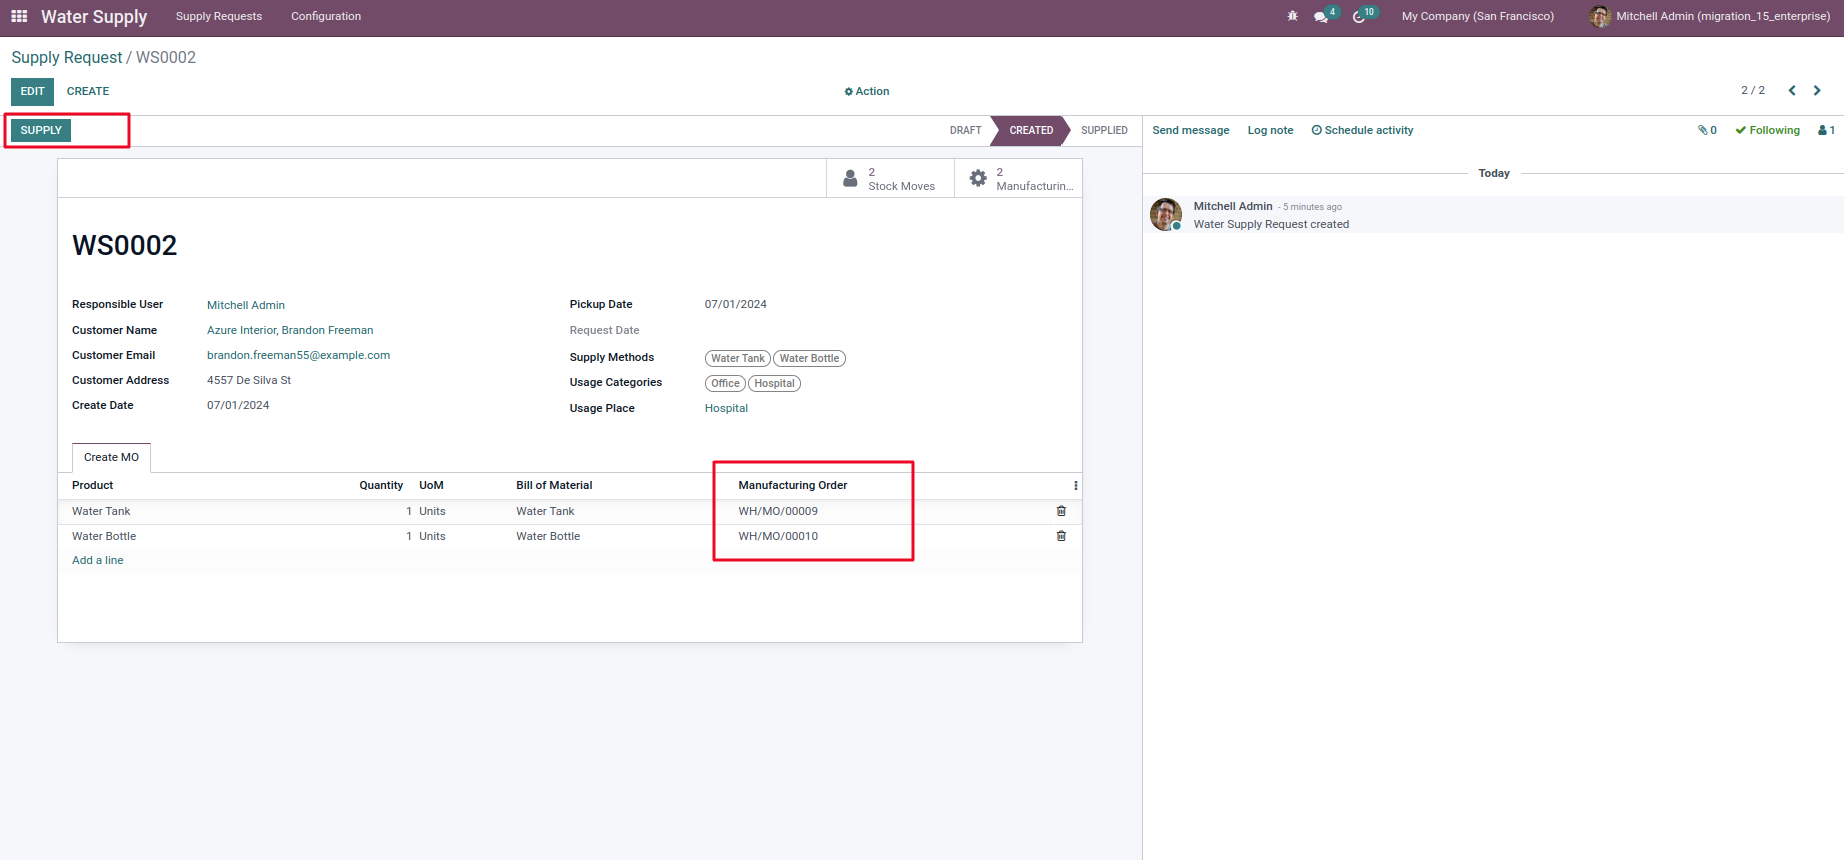 Water Supply Supply Requests Configuration 4 10 My Company (San Francisco) Mitchell Admin (migration_15_enterprise)
Supply Request / WS0002
EDIT CREATE Action 2 / 2
SUPPLY DRAFT CREATED SUPPLIED Send message Log note Schedule activity 0 Following 1
2 Stock Moves
2 Manufacturin...
Today
Mitchell Admin - 5 minutes ago
Water Supply Request created
WS0002
Responsible User Mitchell Admin
Customer Name Azure Interior, Brandon Freeman
Customer Email brandon.freeman55@example.com
Customer Address 4557 De Silva St
Create Date 07/01/2024
Pickup Date 07/01/2024
Request Date
Supply Methods Water Tank Water Bottle
Usage Categories Office Hospital
Usage Place Hospital
Create MO
Product Quantity UoM Bill of Material Manufacturing Order
Water Tank 1 Units Water Tank WH/MO/00009
Water Bottle 1 Units Water Bottle WH/MO/00010
Add a line